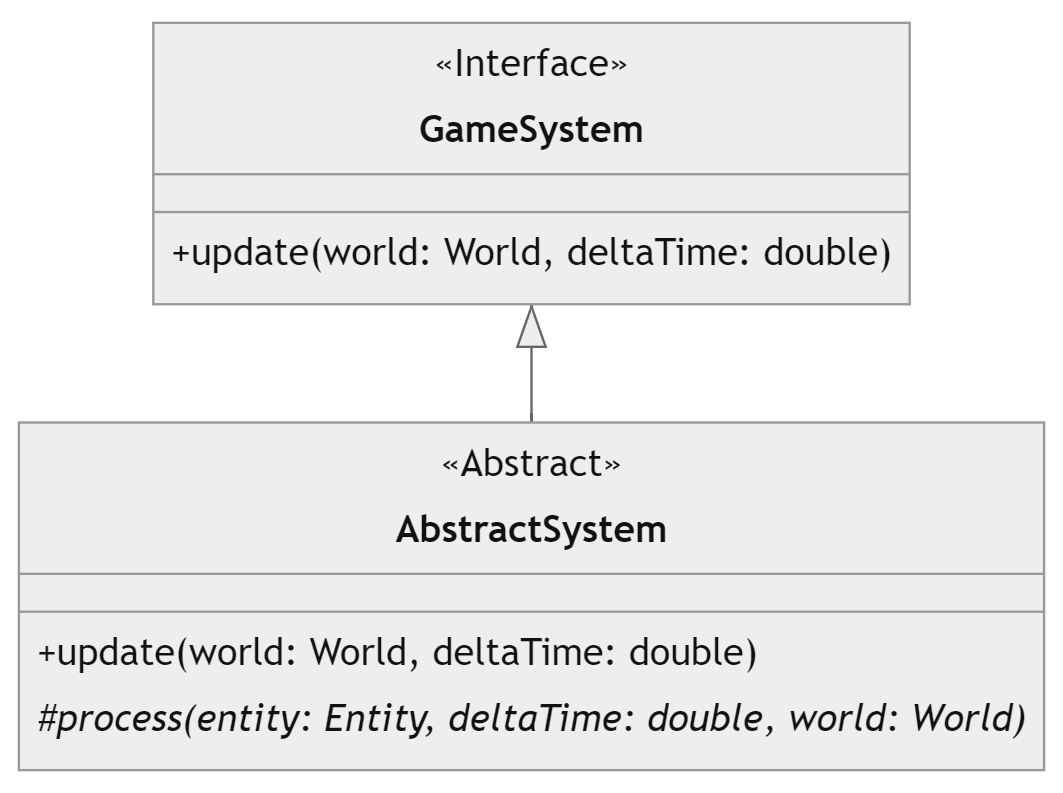 «Interface»
GameSystem
+update(world: World, deltaTime: double)
«Abstract»
AbstractSystem
+update(world: World, deltaTime: double)
#process(entity: Entity, deltaTime: double, world: World)